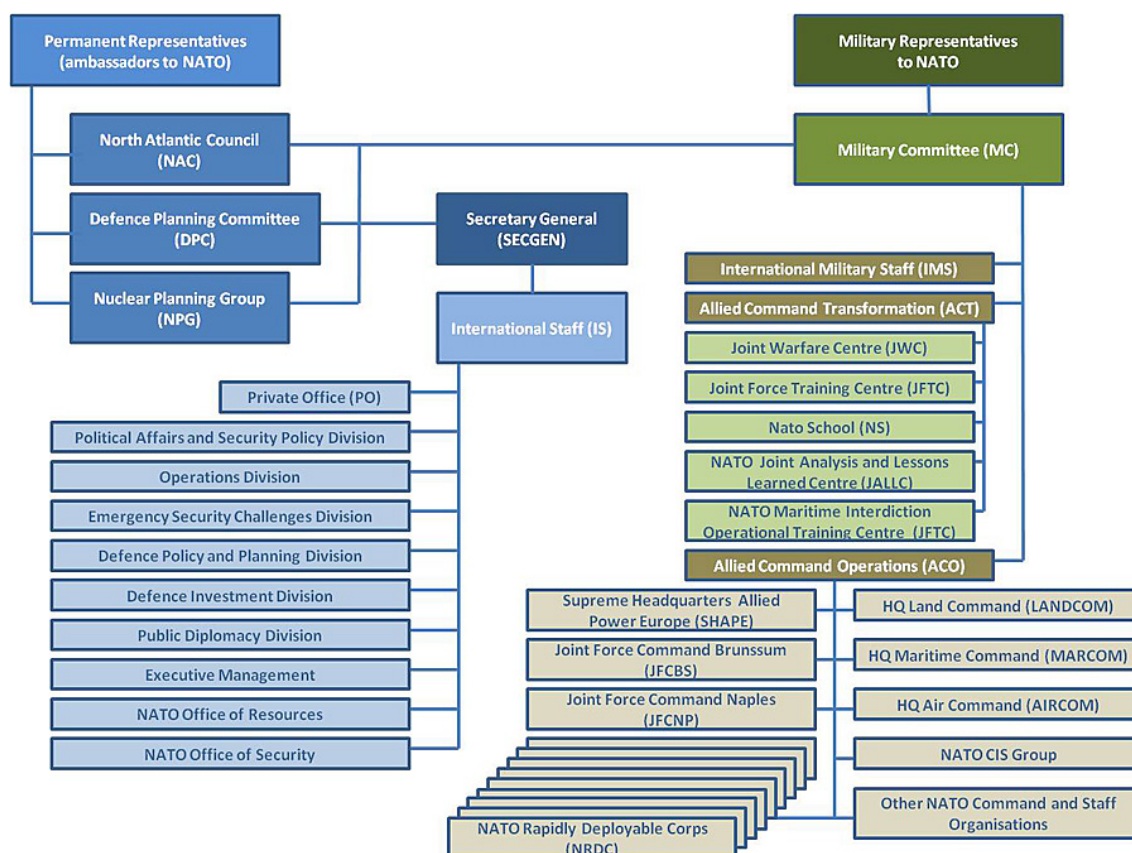 Permanent Representatives
(ambassadors to NATO)
Military Representatives
to NATO
North Atlantic Council
(NAC)
Military Committee (MC)
Defence Planning Committee
(DPC)
Secretary General
(SECGEN)
Nuclear Planning Group
(NPG)
International Staff (IS)
Private Office (PO)
Political Affairs and Security Policy Division
Operations Division
Emergency Security Challenges Division
Defence Policy and Planning Division
Defence Investment Division
Public Diplomacy Division
Executive Management
NATO Office of Resources
NATO Office of Security
International Military Staff (IMS)
Allied Command Transformation (ACT)
Joint Warfare Centre (JWC)
Joint Force Training Centre (JFTC)
Nato School (NS)
NATO Joint Analysis and Lessons
Learned Centre (JALLC)
NATO Maritime Interdiction
Operational Training Centre (JFTC)
Allied Command Operations (ACO)
Supreme Headquarters Allied
Power Europe (SHAPE)
Joint Force Command Brunssum
(JFCBS)
Joint Force Command Naples
(JFCNP)
NATO Rapidly Deployable Corps
(NRDC)
HQ Land Command (LANDCOM)
HQ Maritime Command (MARCOM)
HQ Air Command (AIRCOM)
NATO CIS Group
Other NATO Command and Staff
Organisations